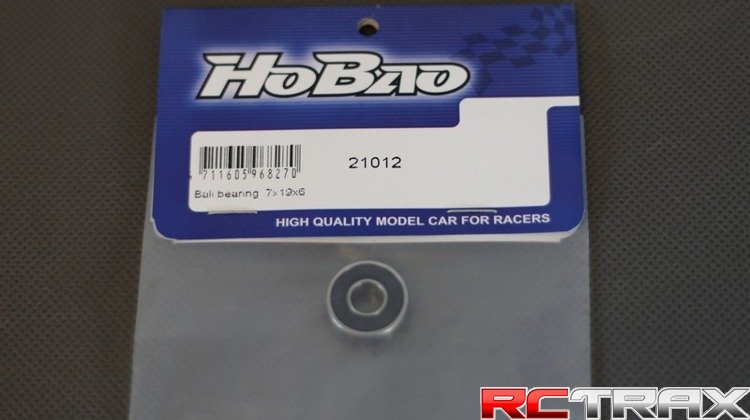 HoBao
21012
711605968270
Ball bearing 7x19x6
HIGH QUALITY MODEL CAR FOR RACERS
RCTRAX